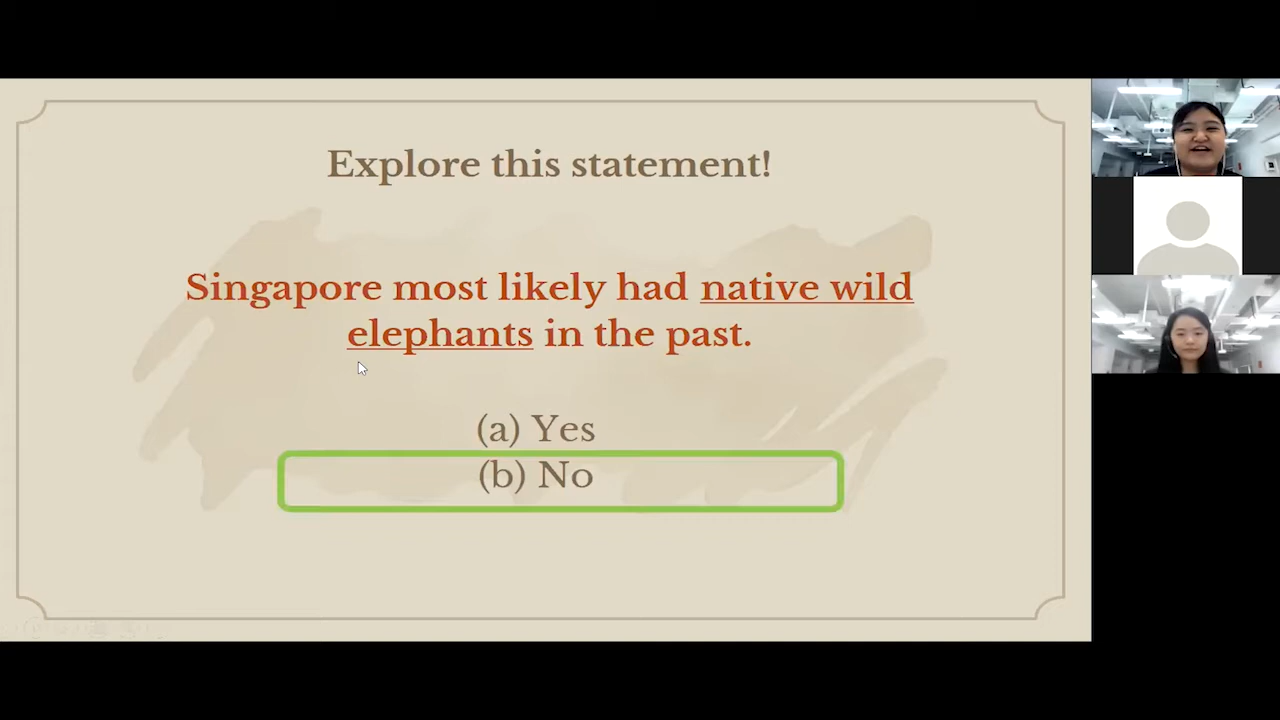 Explore this statement!
Singapore most likely had native wild
elephants in the past.
(a) Yes
(b) No